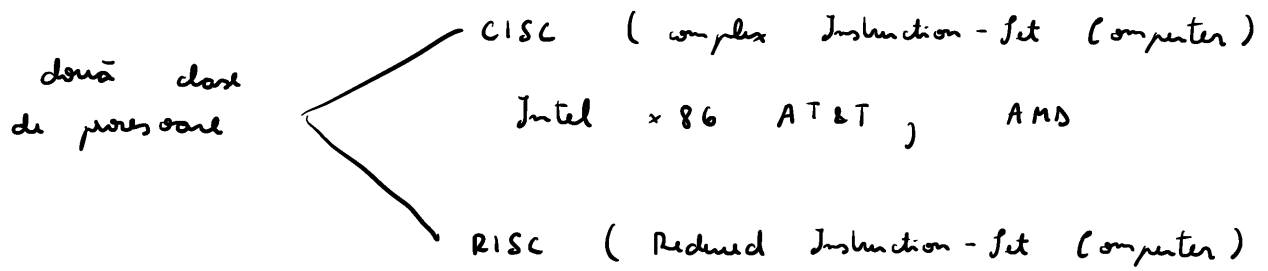 CISC ( complex Instruction-Set Computer )
două clase
de procesoare
Intel x86 AT&T, AMD
RISC ( Reduced Instruction-Set Computer )